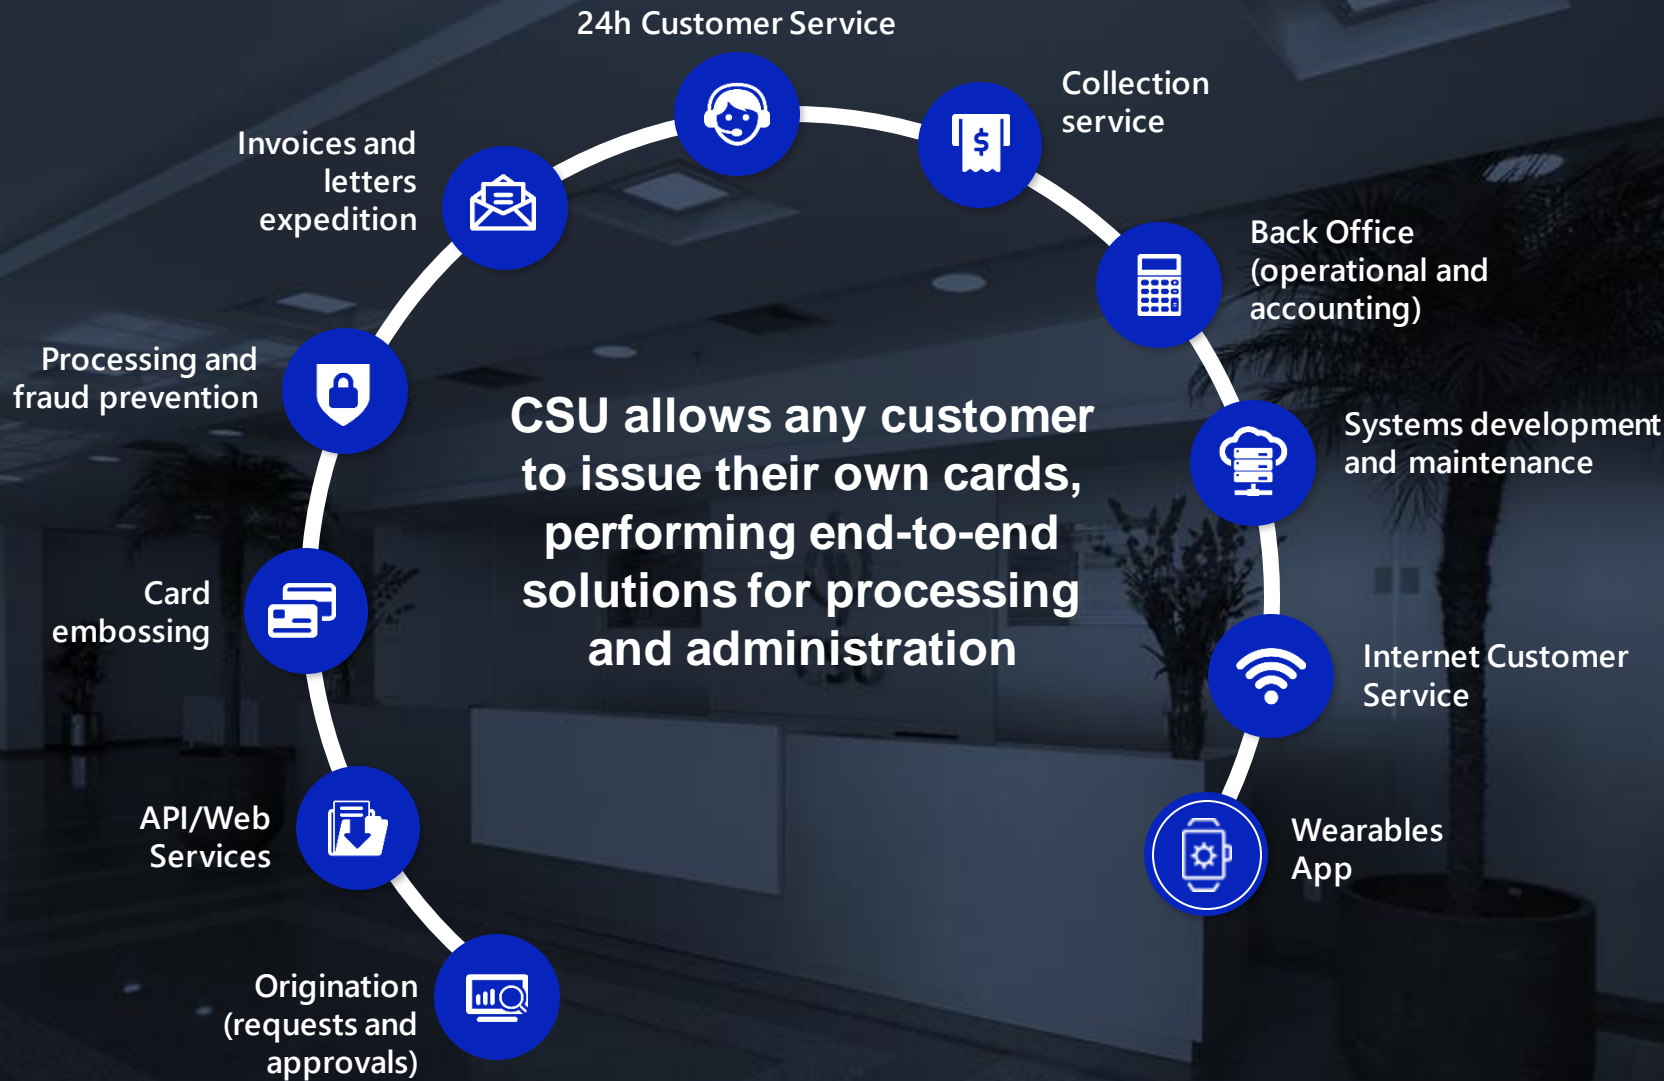 24h Customer Service
Collection
service
Invoices and
letters
expedition
Back Office
(operational and
accounting)
Processing and
fraud prevention
CSU allows any customer
to issue their own cards,
performing end-to-end
solutions for processing
and administration
Systems development
and maintenance
Card
embossing
Internet Customer
Service
API/Web
Services
Wearables
App
Origination
(requests and
approvals)
$